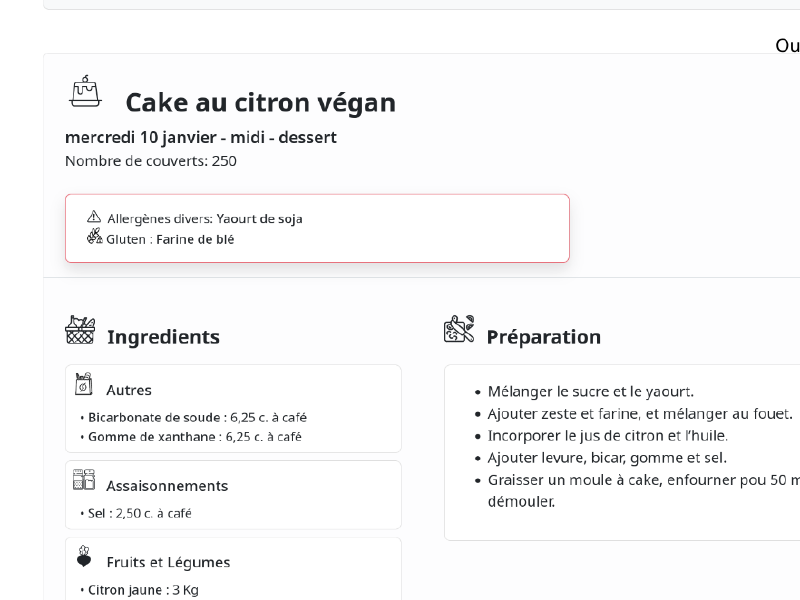 Ou
Cake au citron végan
mercredi 10 janvier - midi - dessert
Nombre de couverts: 250
Allergènes divers: Yaourt de soja
Gluten : Farine de blé
Ingredients
Autres
• Bicarbonate de soude : 6,25 c. à café
• Gomme de xanthane : 6,25 c. à café
Assaisonnements
• Sel : 2,50 c. à café
Fruits et Légumes
• Citron jaune : 3 Kg
Préparation
• Mélanger le sucre et le yaourt.
• Ajouter zeste et farine, et mélanger au fouet.
• Incorporer le jus de citron et l'huile.
• Ajouter levure, bicar, gomme et sel.
• Graisser un moule à cake, enfourner pou 50 m
démouler.